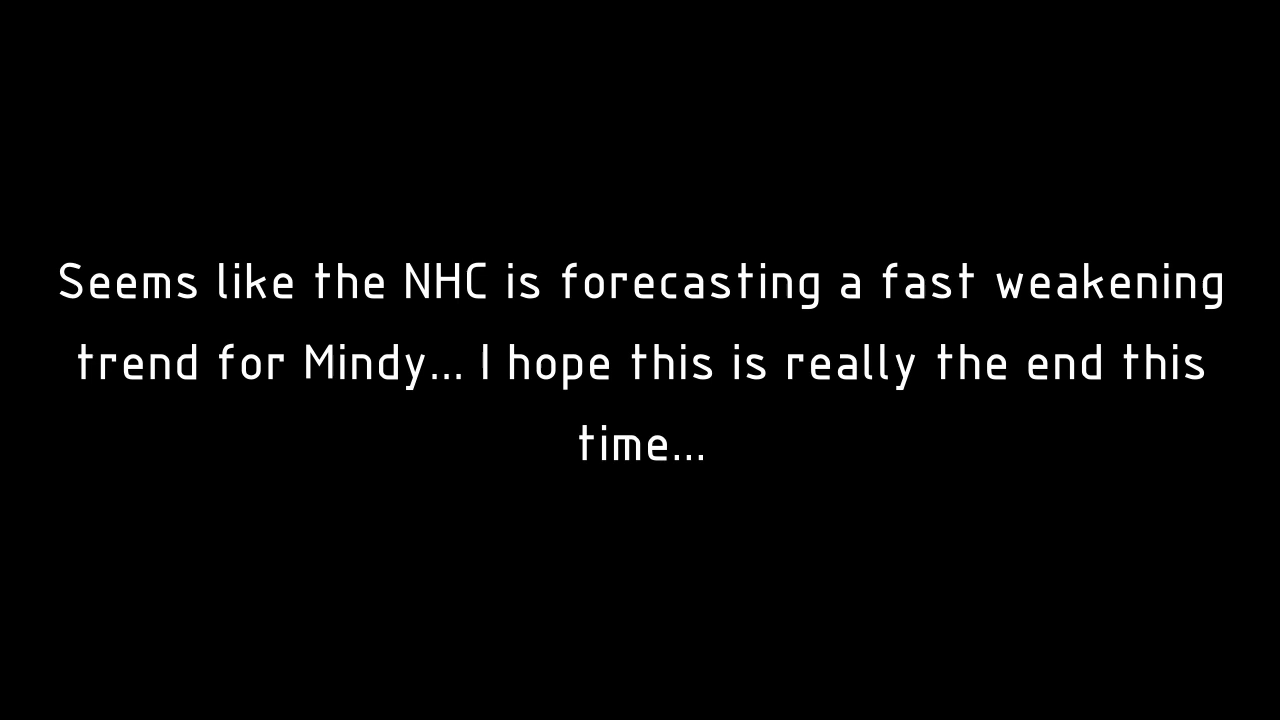 Seems like the NHC is forecasting a fast weakening
trend for Mindy... I hope this is really the end this
time...